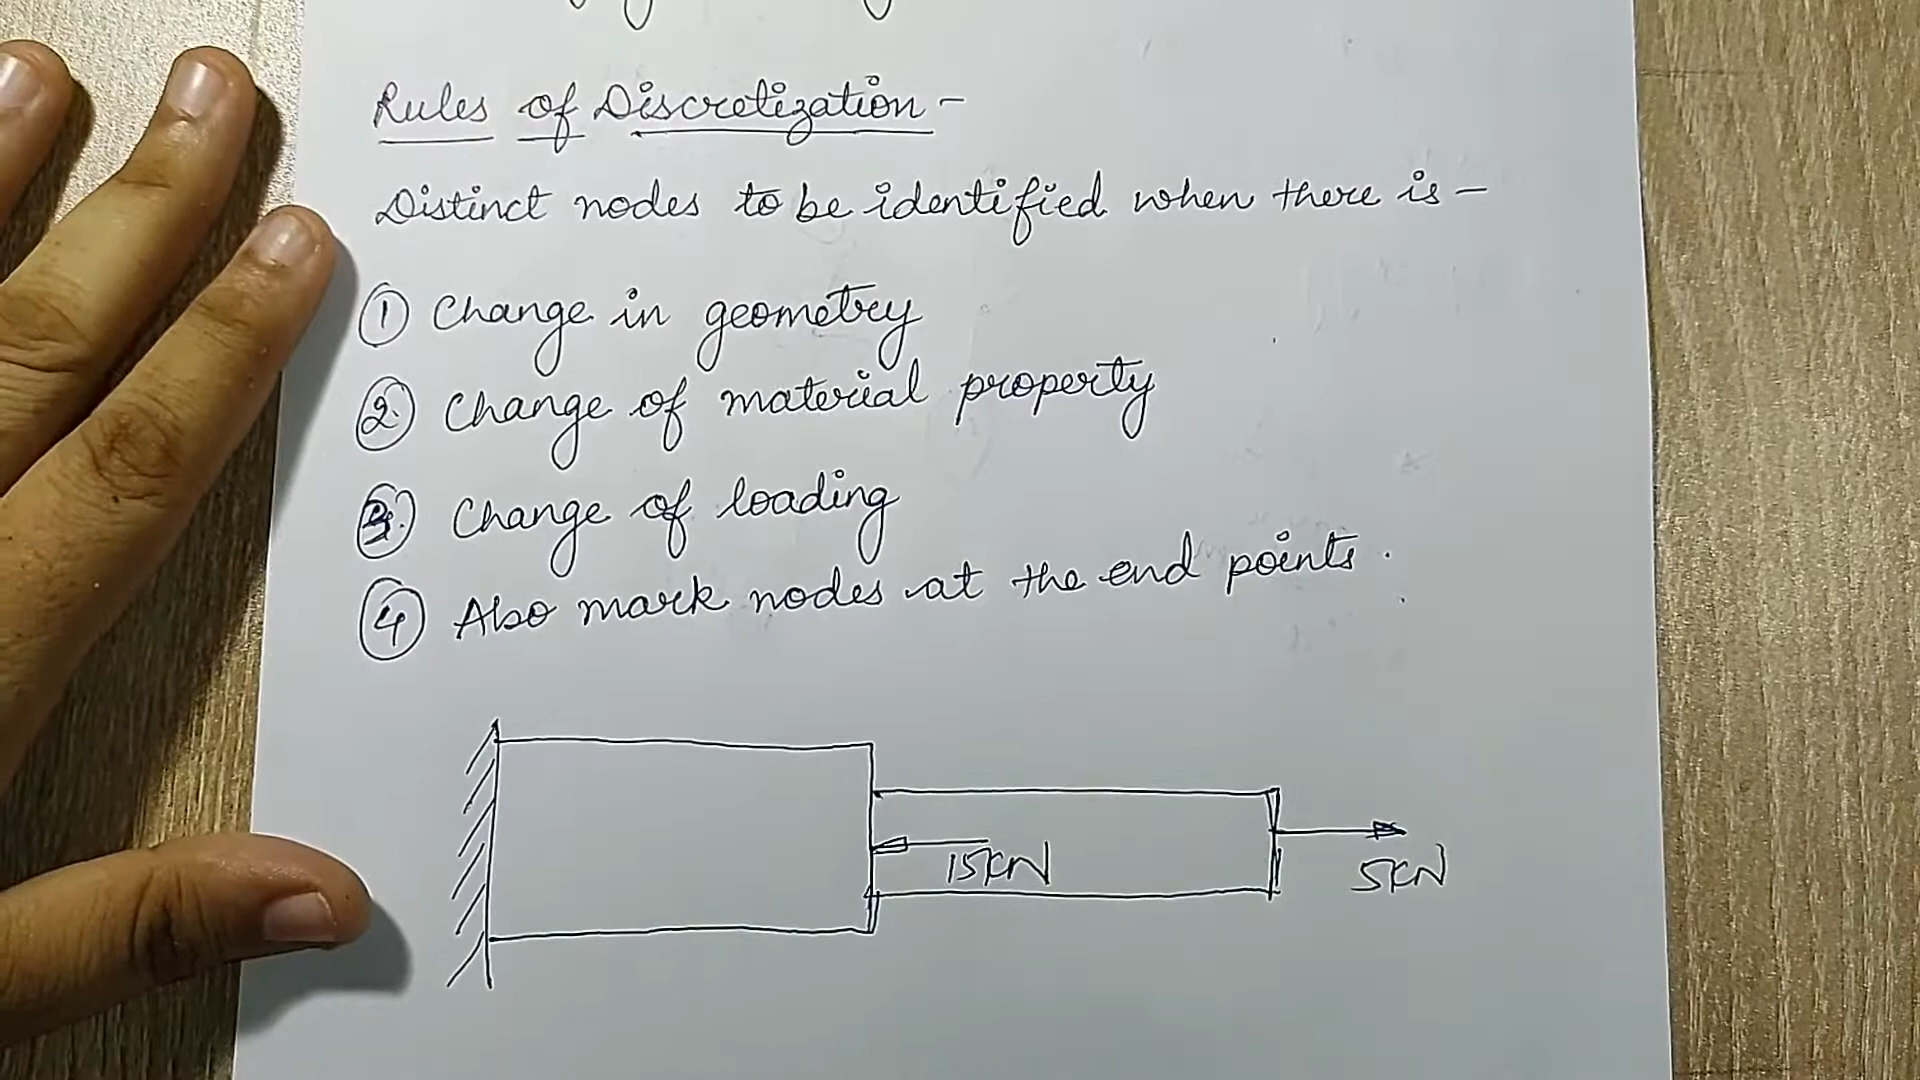 Rules of Discretization -
Distinct nodes to be identified when there is -
① Change in geometry
②. Change of material property
③. Change of loading
④ Also mark nodes at the end points.
15KN
5KN